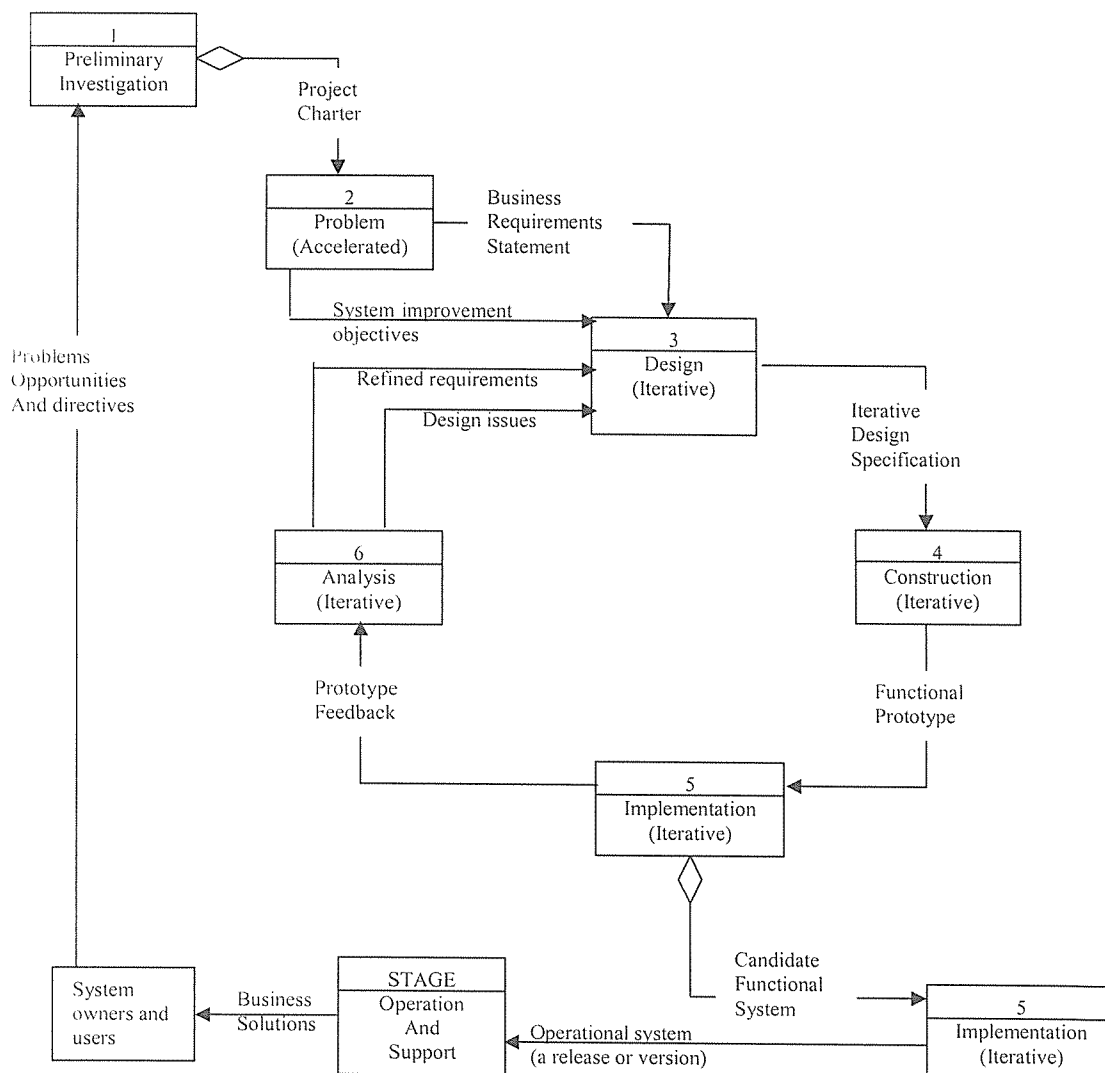 1
Preliminary
Investigation
Project
Charter
2
Problem
(Accelerated)
Business
Requirements
Statement
System improvement
objectives
3
Design
(Iterative)
Problems
Opportunities
And directives
Refined requirements
Design issues
Iterative
Design
Specification
6
Analysis
(Iterative)
4
Construction
(Iterative)
Prototype
Feedback
Functional
Prototype
5
Implementation
(Iterative)
Candidate
Functional
System
System
owners and
users
Business
Solutions
STAGE
Operation
And
Support
Operational system
(a release or version)
5
Implementation
(Iterative)